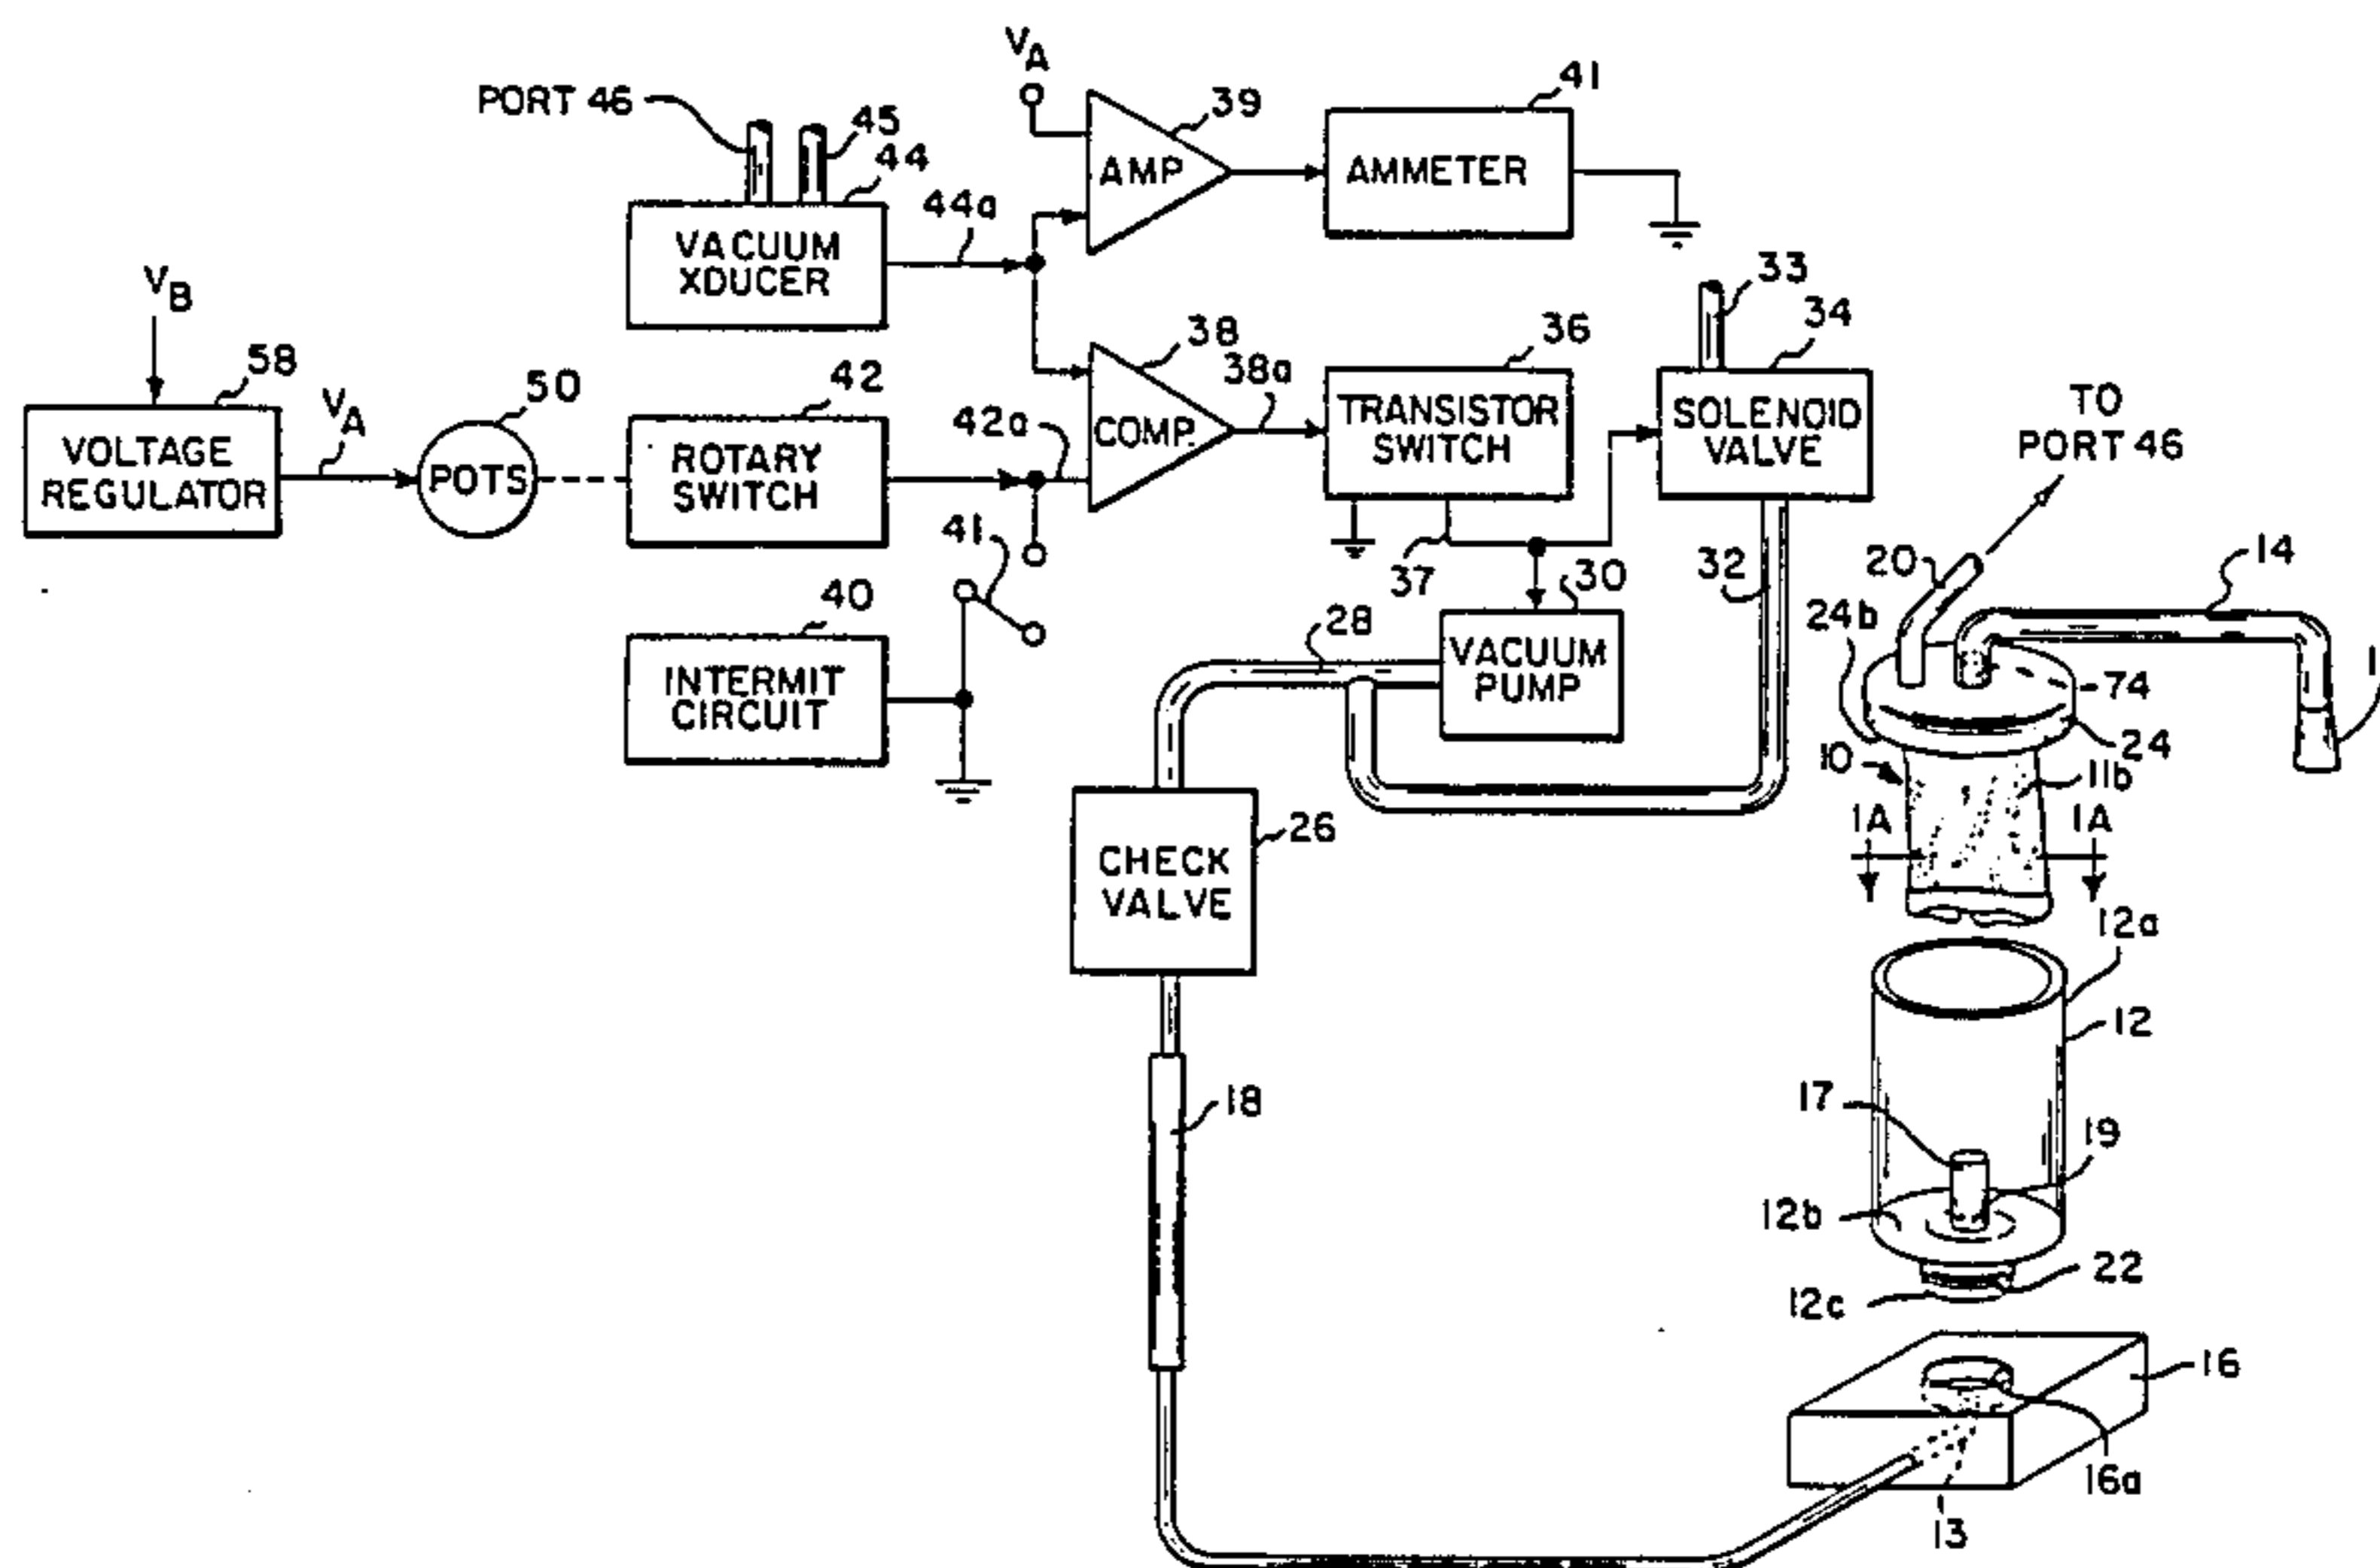 V_A
39
41
PORT 46
45
44
44a
AMP
AMMETER
VACUUM
XDUCER
V_B
33
34
58
V_A
50
42
42a
38
38a
36
VOLTAGE
REGULATOR
POTS
ROTARY
SWITCH
COMP.
TRANSISTOR
SWITCH
SOLENOID
VALVE
TO
PORT 46
41
37
30
32
20
14
40
INTERMIT
CIRCUIT
28
VACUUM
PUMP
24b
74
24
10
11b
1A
1A
26
CHECK
VALVE
12a
12
18
17
19
12b
22
12c
16
16a
13